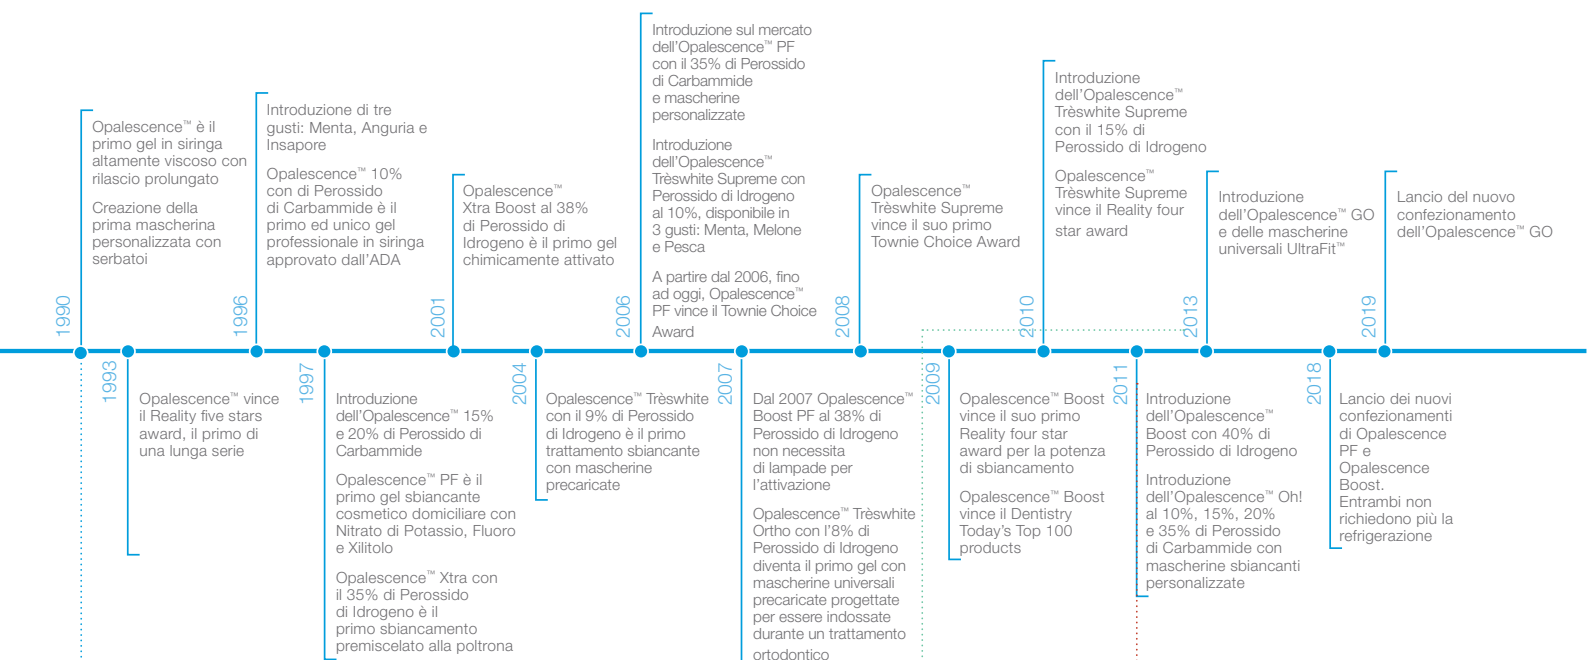 1990
Opalescence™ è il
primo gel in siringa
altamente viscoso con
rilascio prolungato
Creazione della
prima mascherina
personalizzata con
serbatoi
1993
Opalescence™ vince
il Reality five stars
award, il primo di
una lunga serie
1996
Introduzione di tre
gusti: Menta, Anguria e
Insapore
Opalescence™ 10%
con di Perossido
di Carbammide è il
primo ed unico gel
professionale in siringa
approvato dall'ADA
1997
Introduzione
dell'Opalescence™ 15%
e 20% di Perossido di
Carbammide
Opalescence™ PF è il
primo gel sbiancante
cosmetico domiciliare con
Nitrato di Potassio, Fluoro
e Xilitolo
Opalescence™ Xtra con
il 35% di Perossido
di Idrogeno è il
primo sbiancamento
premiscelato alla poltrona
2001
Opalescence™
Xtra Boost al 38%
di Perossido di
Idrogeno è il primo gel
chimicamente attivato
2004
Opalescence™ Trèswhite
con il 9% di Perossido
di Idrogeno è il primo
trattamento sbiancante
con mascherine
precaricate
2006
Introduzione sul mercato
dell'Opalescence™ PF
con il 35% di Perossido
di Carbammide
e mascherine
personalizzate
Introduzione
dell'Opalescence™
Trèswhite Supreme con
Perossido di Idrogeno
al 10%, disponibile in
3 gusti: Menta, Melone
e Pesca
A partire dal 2006, fino
ad oggi, Opalescence™
PF vince il Townie Choice
Award
2007
Dal 2007 Opalescence™
Boost PF al 38% di
Perossido di Idrogeno
non necessita
di lampade per
l'attivazione
Opalescence™ Trèswhite
Ortho con l'8% di
Perossido di Idrogeno
diventa il primo gel con
mascherine universali
precaricate progettate
per essere indossate
durante un trattamento
ortodontico
2008
Opalescence™
Trèswhite Supreme
vince il suo primo
Townie Choice Award
2009
Opalescence™ Boost
vince il suo primo
Reality four star
award per la potenza
di sbiancamento
Opalescence™ Boost
vince il Dentistry
Today's Top 100
products
2010
Introduzione
dell'Opalescence™
Trèswhite Supreme
con il 15% di
Perossido di Idrogeno
Opalescence™
Trèswhite Supreme
vince il Reality four
star award
2011
Introduzione
dell'Opalescence™
Boost con 40% di
Perossido di Idrogeno
Introduzione
dell'Opalescence™ Oh!
al 10%, 15%, 20%
e 35% di Perossido
di Carbammide con
mascherine sbiancanti
personalizzate
2013
Introduzione
dell'Opalescence™ GO
e delle mascherine
universali UltraFit™
2018
Lancio dei nuovi
confezionamenti
di Opalescence
PF e
Opalescence
Boost.
Entrambi non
richiedono più la
refrigerazione
2019
Lancio del nuovo
confezionamento
dell'Opalescence™ GO